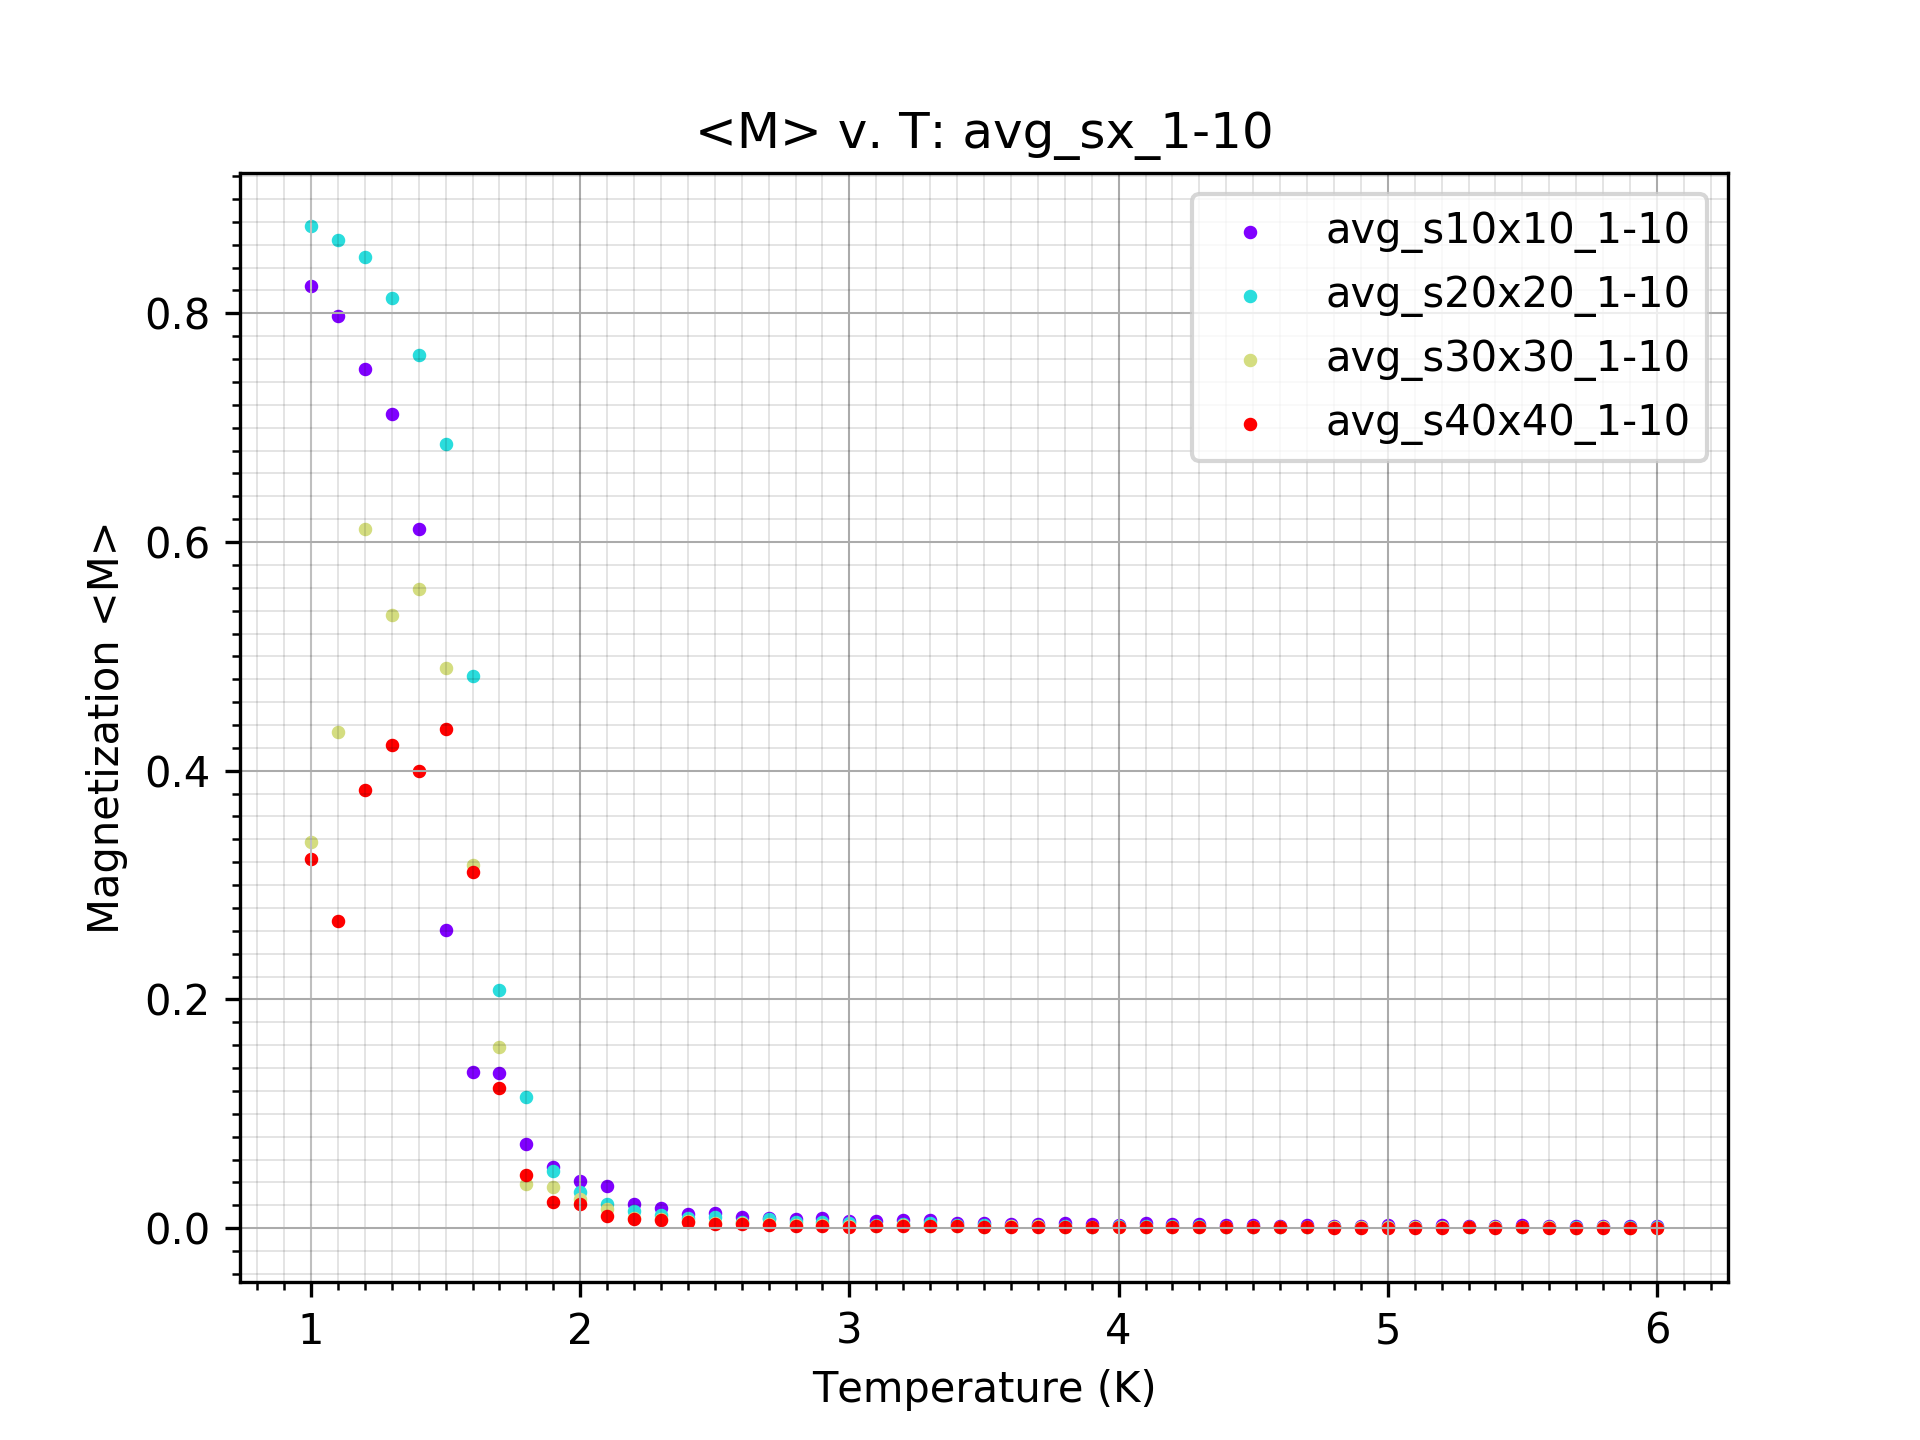 <M> v. T: avg_sx_1-10
avg_s10x10_1-10
avg_s20x20_1-10
avg_s30x30_1-10
avg_s40x40_1-10
Magnetization <M>
0.8
0.6
0.4
0.2
0.0
1 2 3 4 5 6
Temperature (K)